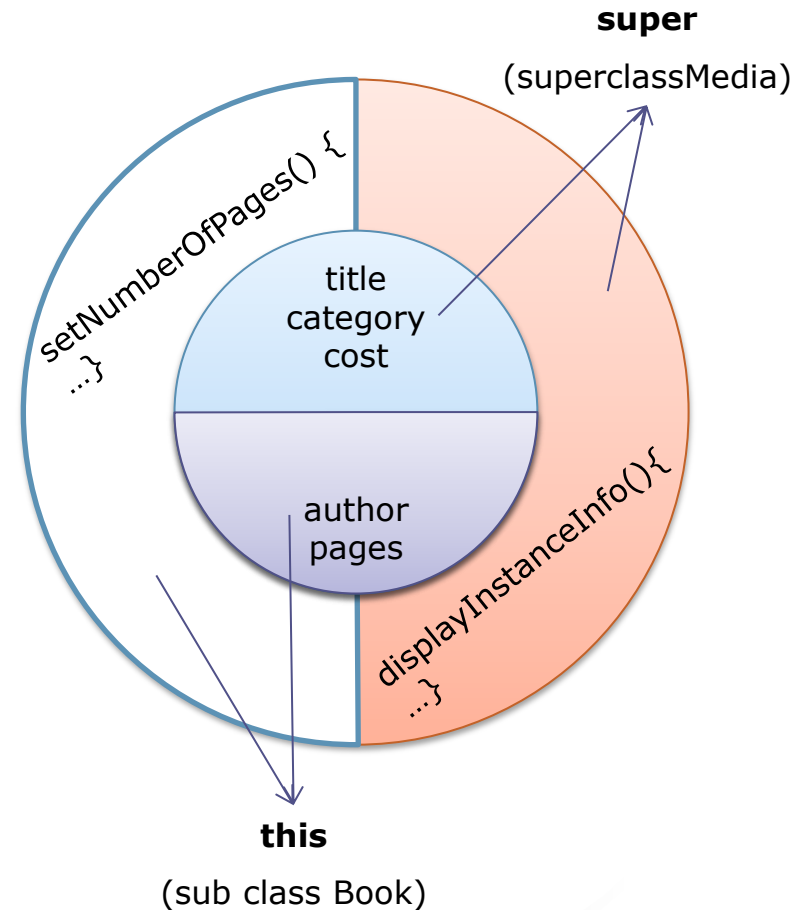 super
(superclassMedia)
setNumberOfPages() {
...}
title
category
cost
author
pages
displayInstanceInfo(){
...}
this
(sub class Book)